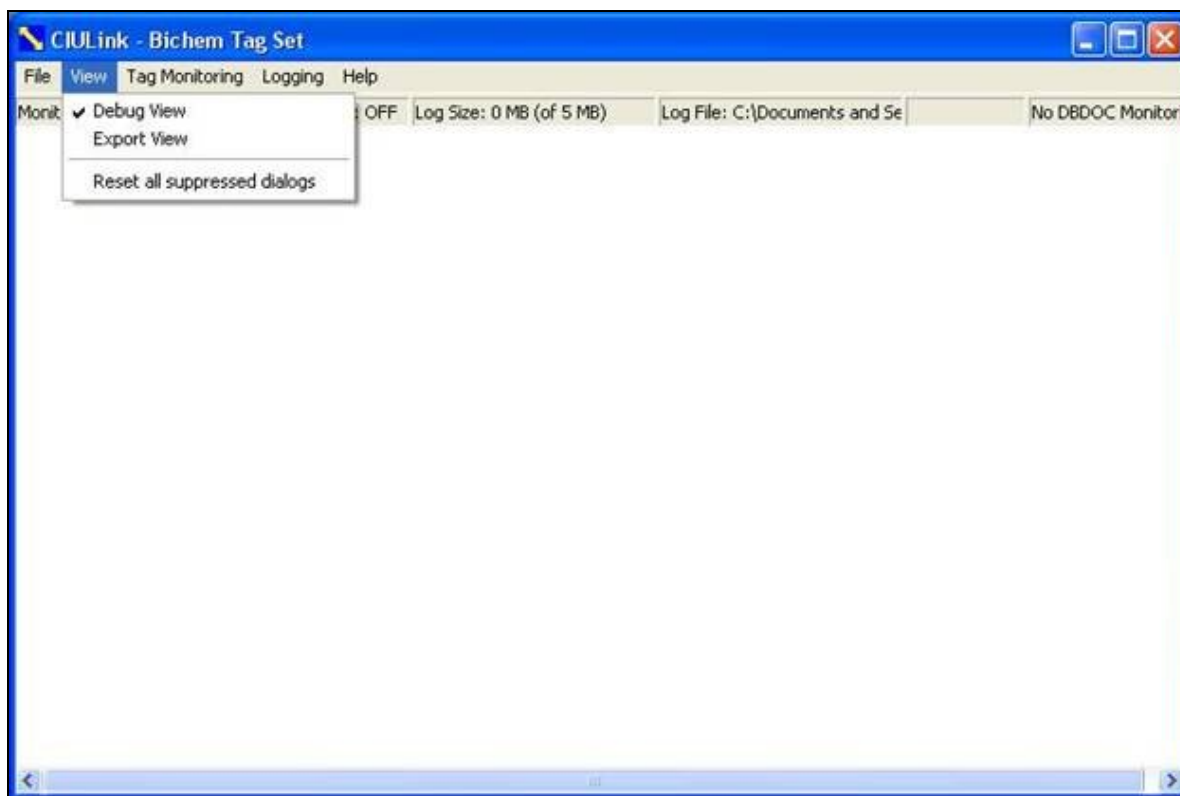 CIULink - Bichem Tag Set
File View Tag Monitoring Logging Help
Monit : OFF Log Size: 0 MB (of 5 MB) Log File: C:\Documents and Se No DBDOC Monitor
Debug View
Export View
Reset all suppressed dialogs